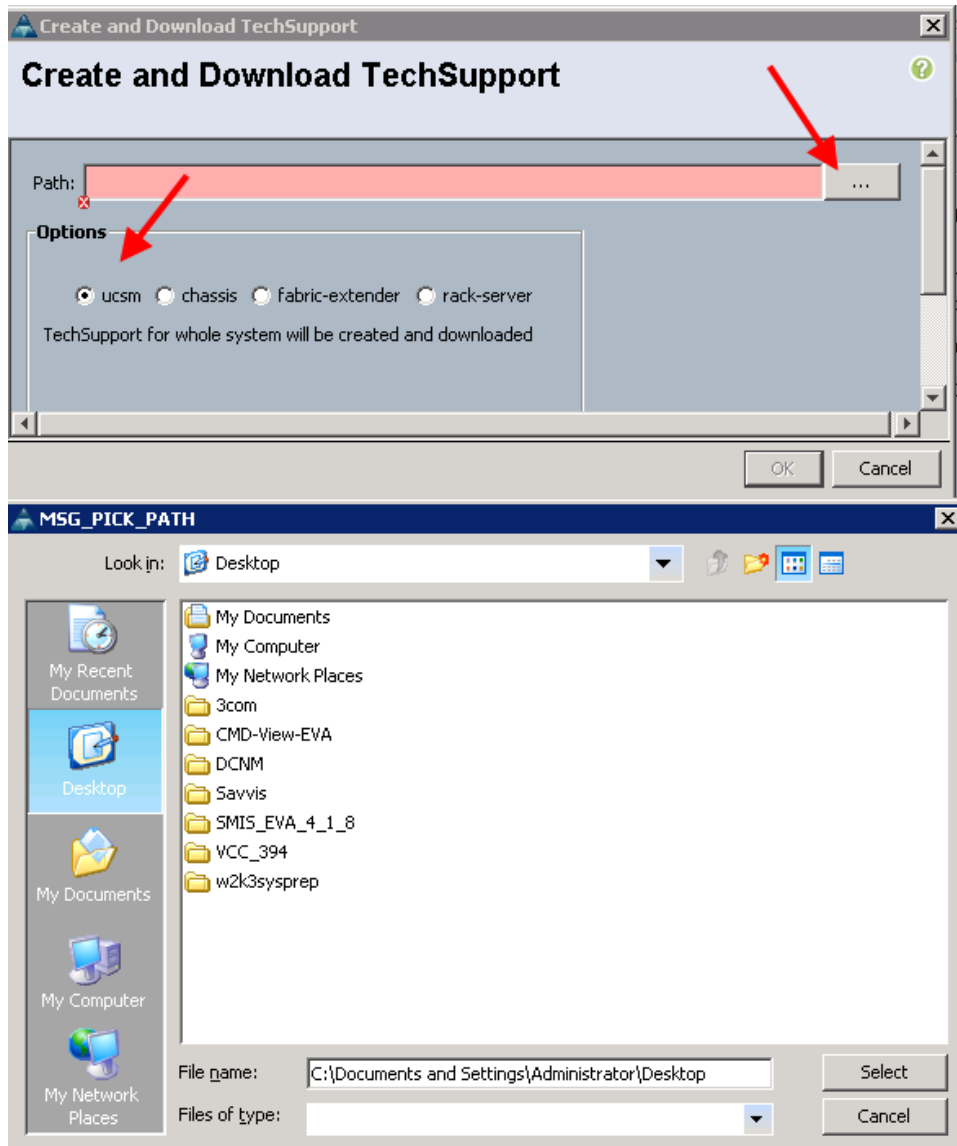 Create and Download TechSupport
Create and Download TechSupport
Path:
...
Options
ucsm chassis fabric-extender rack-server
TechSupport for whole system will be created and downloaded
OK Cancel
MSG_PICK_PATH
Look in: Desktop
My Recent
Documents
Desktop
My Documents
My Computer
My Network
Places
My Documents
My Computer
My Network Places
3com
CMD-View-EVA
DCNM
Savvis
SMIS_EVA_4_1_8
VCC_394
w2k3sysprep
File name: C:\Documents and Settings\Administrator\Desktop Select
Files of type: Cancel